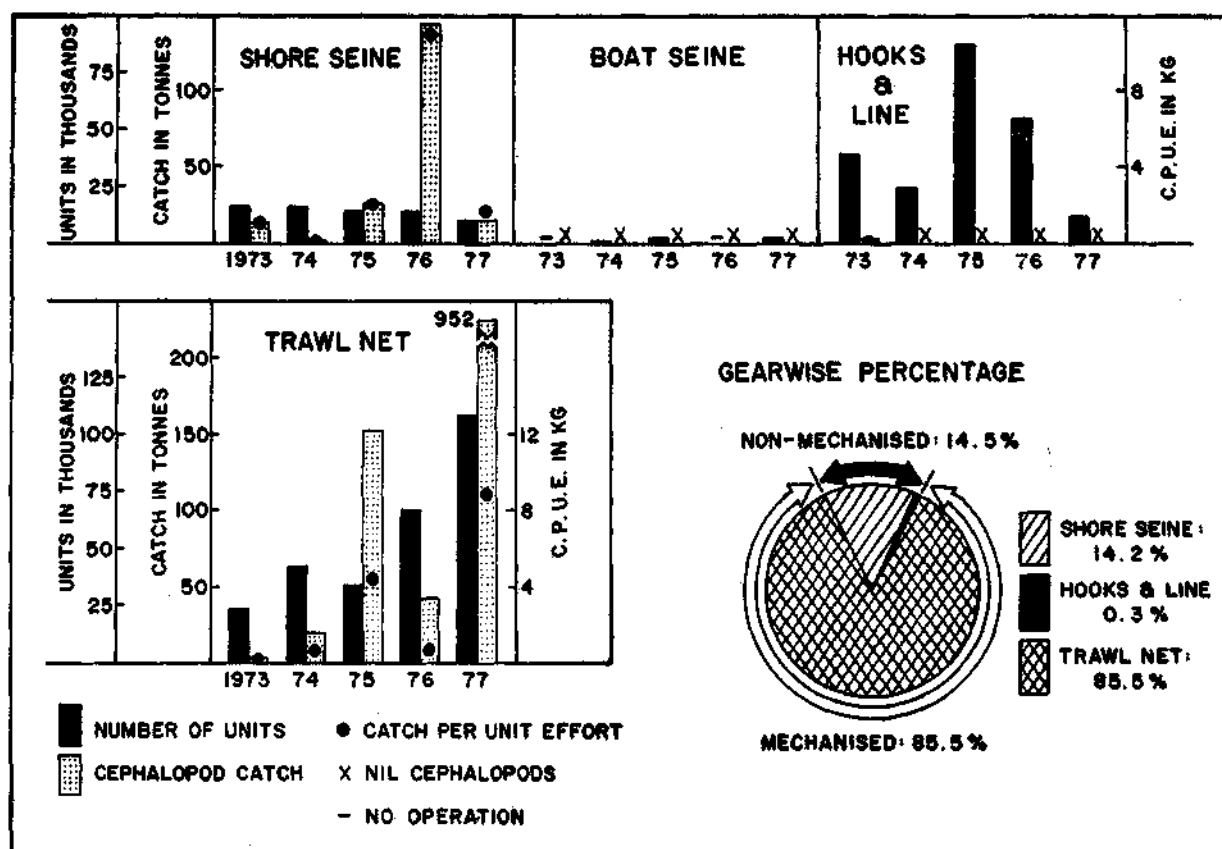 SHORE SEINE
BOAT SEINE
HOOKS
&
LINE
UNITS IN THOUSANDS
75
50
25
CATCH IN TONNES
100
50
C.P.U.E. IN KG
8
4
1973 74 75 76 77
73 74 75 76 77
73 74 75 76 77
TRAWL NET
952
UNITS IN THOUSANDS
125
100
75
50
25
CATCH IN TONNES
200
150
100
50
C.P.U.E. IN KG
12
8
4
1973 74 75 76 77
GEARWISE PERCENTAGE
NON-MECHANISED: 14.5%
SHORE SEINE:
14.2 %
HOOKS & LINE
0.3 %
TRAWL NET:
85.5 %
MECHANISED: 85.5%
NUMBER OF UNITS
CEPHALOPOD CATCH
● CATCH PER UNIT EFFORT
X NIL CEPHALOPODS
– NO OPERATION